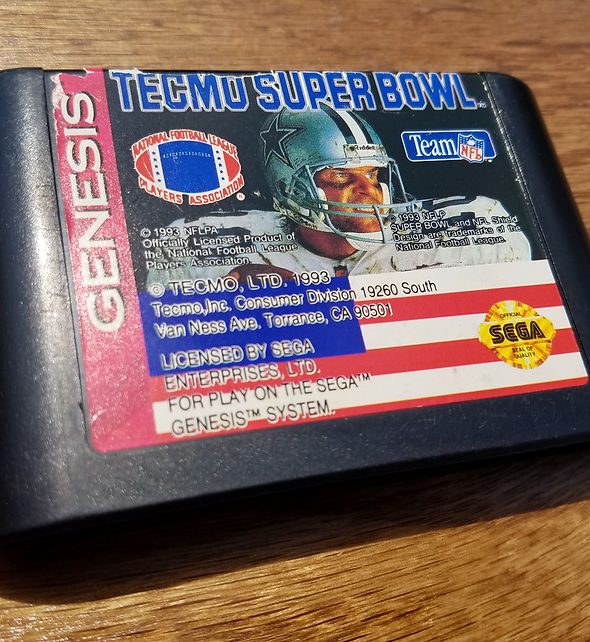 TECMO SUPER BOWL
GENESIS
NATIONAL FOOTBALL LEAGUE
PLAYERS ASSOCIATION
Riddell
Team NFL
© 1993 NFLPA
Officially Licensed Product of
the National Football League
Players Association
© 1993 NFLP
SUPER BOWL and NFL Shield
Design are trademarks of the
National Football League.
© TECMO, LTD. 1993
Tecmo,Inc. Consumer Division 19260 South
Van Ness Ave. Torrance, CA 90501
LICENSED BY SEGA
ENTERPRISES, LTD.
FOR PLAY ON THE SEGA™
GENESIS™ SYSTEM.
OFFICIAL
SEGA
SEAL OF
QUALITY